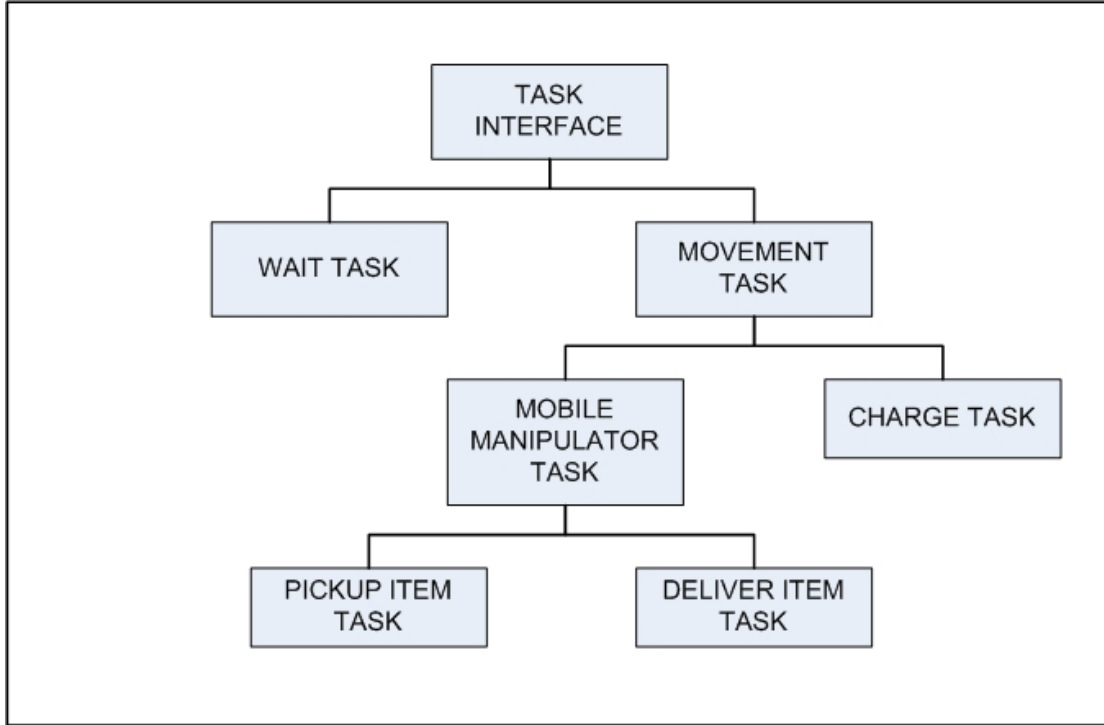 TASK
INTERFACE
WAIT TASK
MOVEMENT
TASK
MOBILE
MANIPULATOR
TASK
CHARGE TASK
PICKUP ITEM
TASK
DELIVER ITEM
TASK